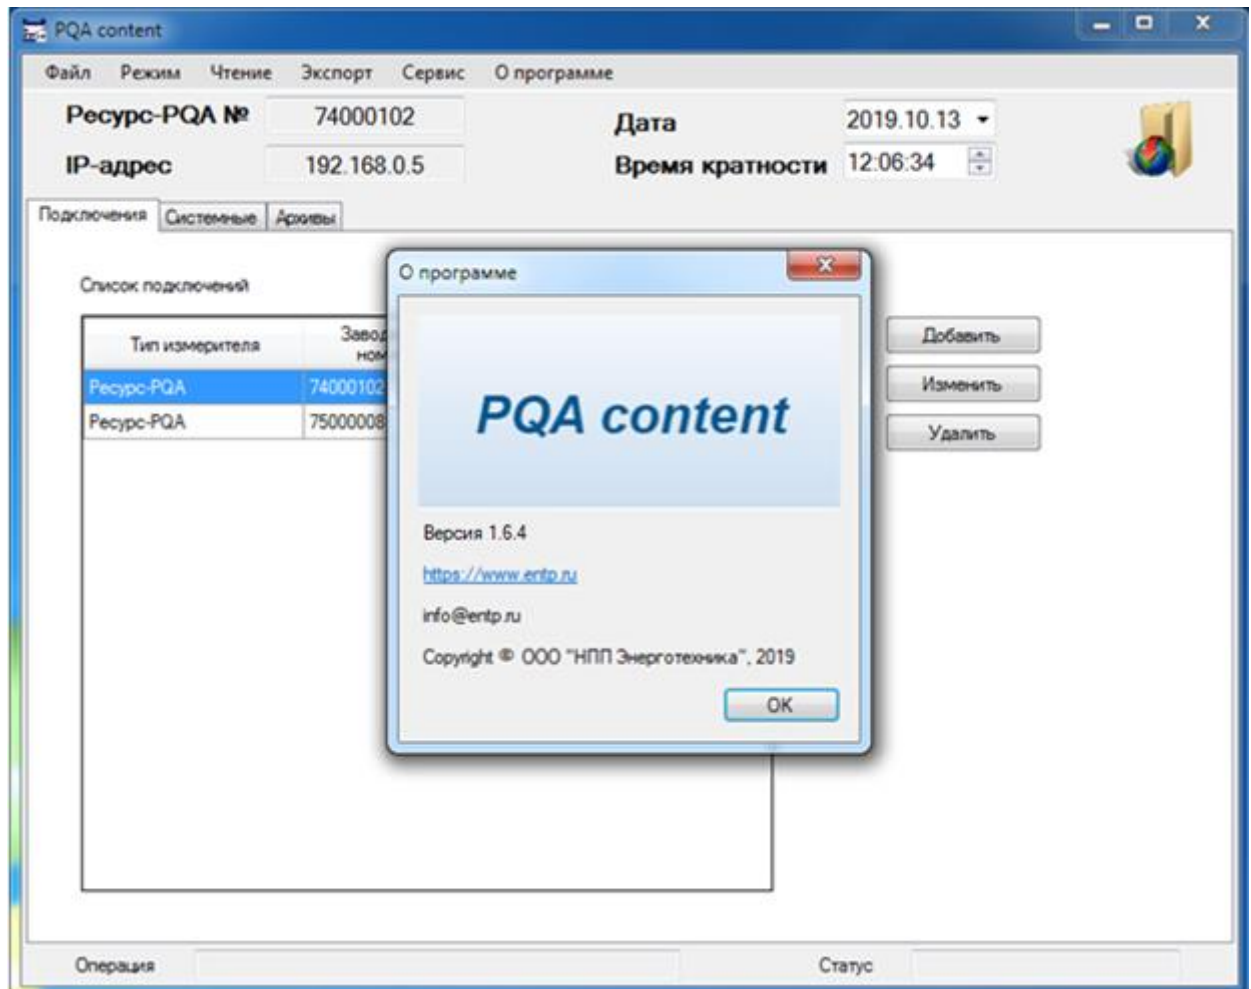 PQA content
Файл Режим Чтение Экспорт Сервис О программе
Ресурс-PQA № 74000102 Дата 2019.10.13
IP-адрес 192.168.0.5 Время кратности 12:06:34
Подключения Системные Архивы
О программе
Список подключений
Тип измерителя
Ресурс-PQA 74000102
Ресурс-PQA 75000008
Добавить
Изменить
Удалить
PQA content
Версия 1.6.4
https://www.entp.ru
info@entp.ru
Copyright © ООО "НПП Энерготехника", 2019
OK
Операция Статус